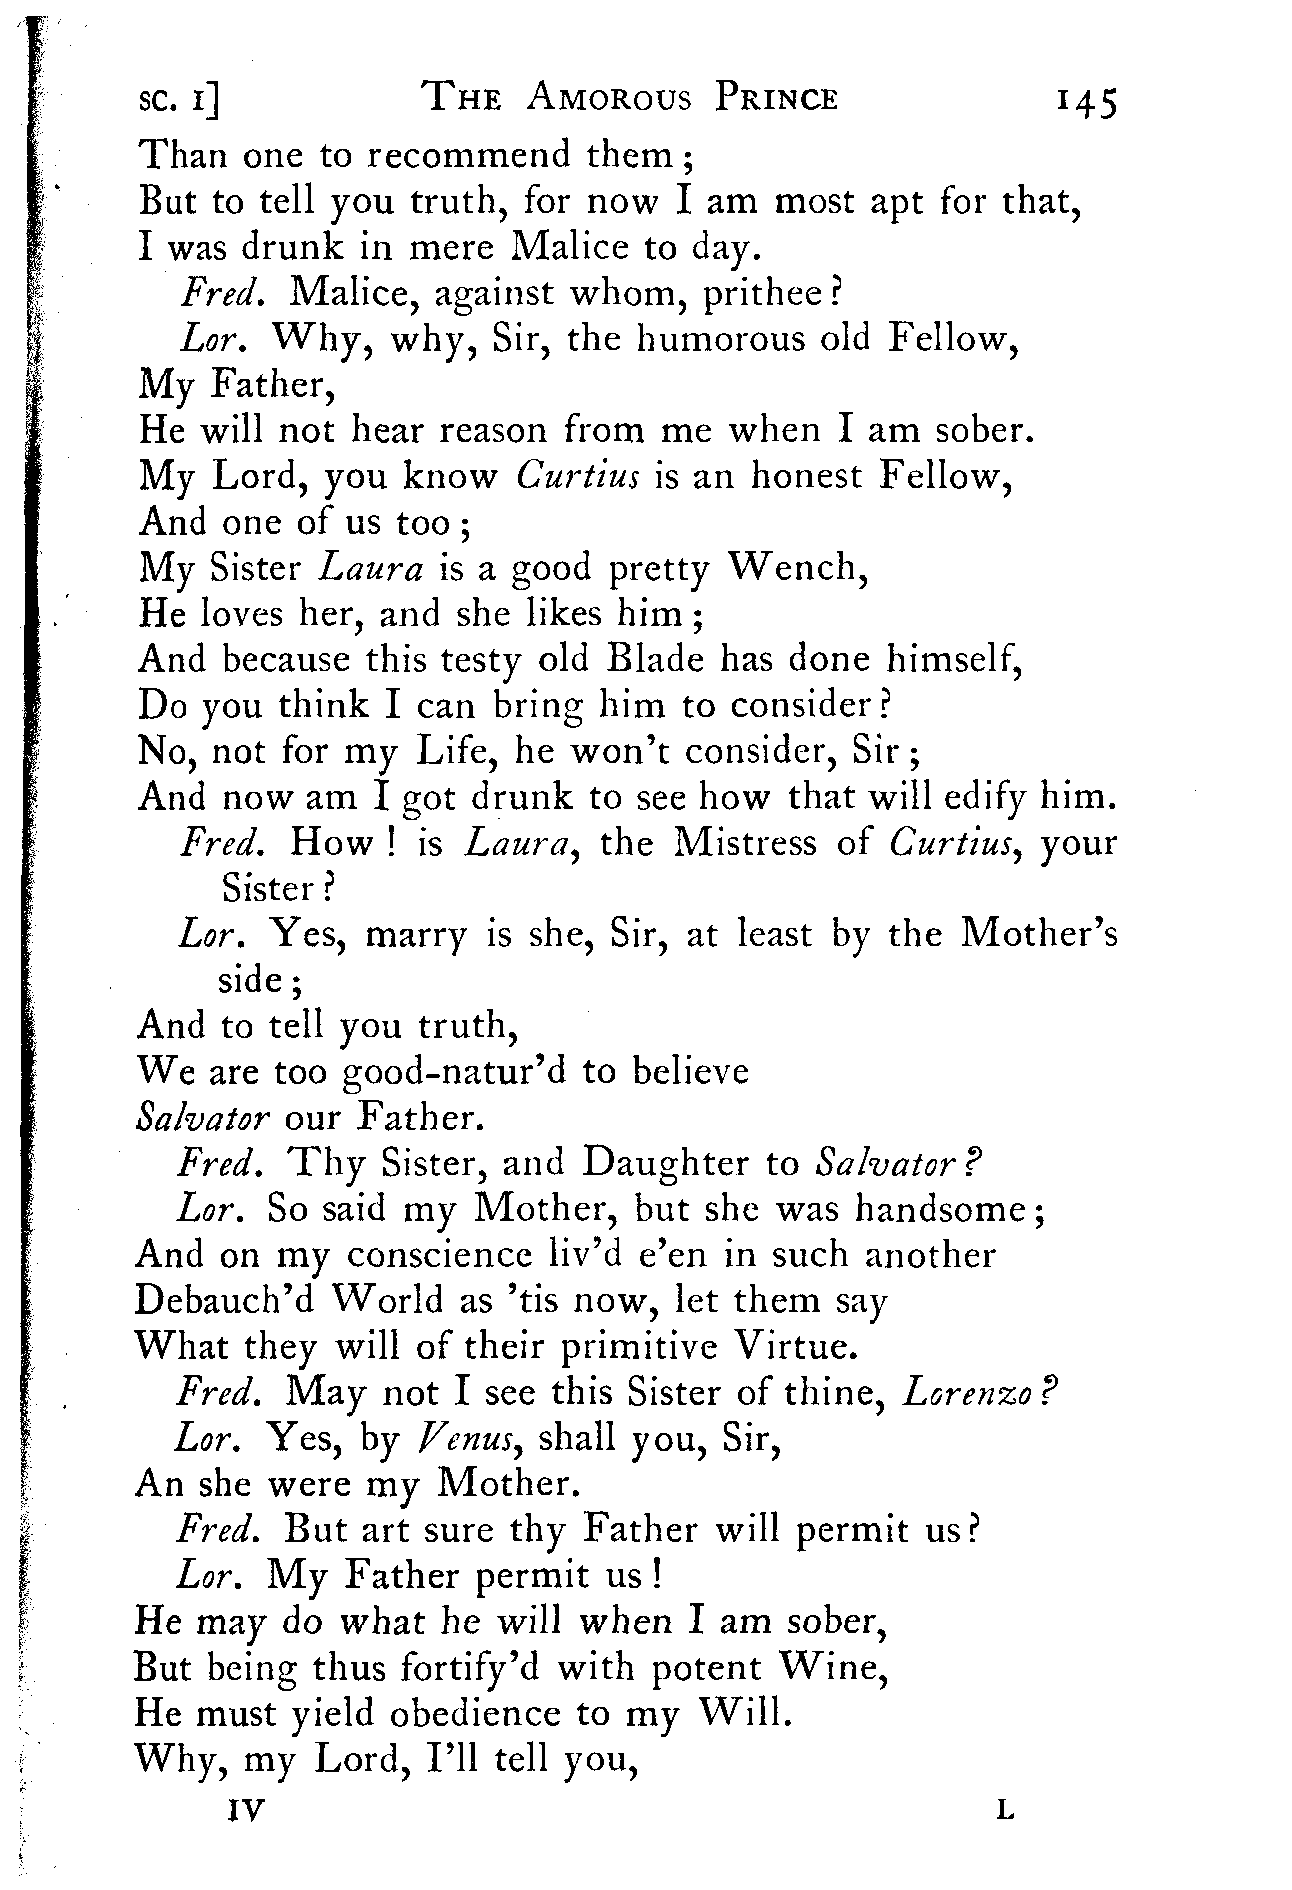 SC. I] THE AMOROUS PRINCE 145
Than one to recommend them ;
But to tell you truth, for now I am most apt for that,
I was drunk in mere Malice to day.
Fred. Malice, against whom, prithee ?
Lor. Why, why, Sir, the humorous old Fellow,
My Father,
He will not hear reason from me when I am sober.
My Lord, you know Curtius is an honest Fellow,
And one of us too ;
My Sister Laura is a good pretty Wench,
He loves her, and she likes him ;
And because this testy old Blade has done himself,
Do you think I can bring him to consider ?
No, not for my Life, he won't consider, Sir ;
And now am I got drunk to see how that will edify him.
Fred. How ! is Laura, the Mistress of Curtius, your
Sister ?
Lor. Yes, marry is she, Sir, at least by the Mother's
side ;
And to tell you truth,
We are too good-natur'd to believe
Salvator our Father.
Fred. Thy Sister, and Daughter to Salvator ?
Lor. So said my Mother, but she was handsome ;
And on my conscience liv'd e'en in such another
Debauch'd World as 'tis now, let them say
What they will of their primitive Virtue.
Fred. May not I see this Sister of thine, Lorenzo ?
Lor. Yes, by Venus, shall you, Sir,
An she were my Mother.
Fred. But art sure thy Father will permit us ?
Lor. My Father permit us !
He may do what he will when I am sober,
But being thus fortify'd with potent Wine,
He must yield obedience to my Will.
Why, my Lord, I'll tell you,
IV L